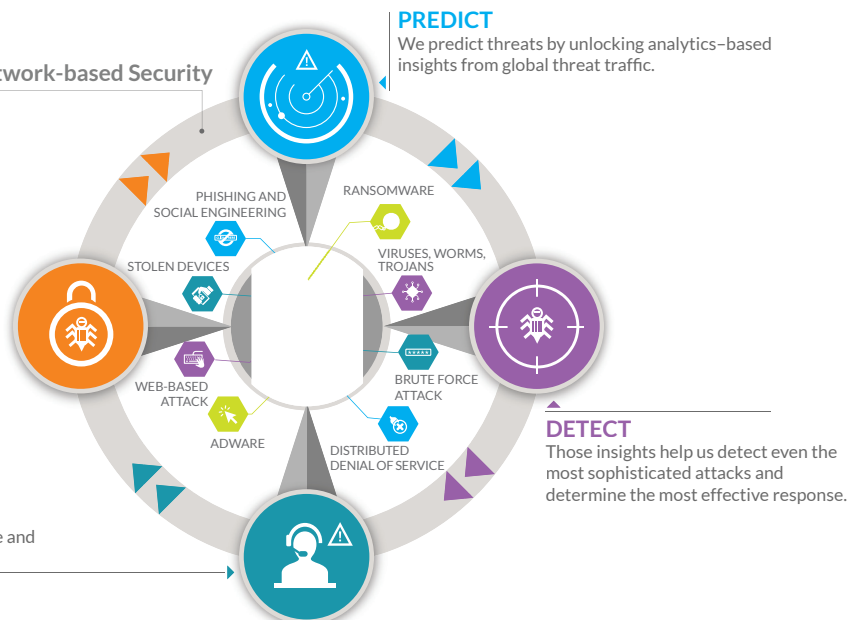 PREDICT
We predict threats by unlocking analytics–based
insights from global threat traffic.
twork-based Security
PHISHING AND
SOCIAL ENGINEERING
RANSOMWARE
STOLEN DEVICES
VIRUSES, WORMS,
TROJANS
WEB-BASED
ATTACK
BRUTE FORCE
ATTACK
ADWARE
DISTRIBUTED
DENIAL OF SERVICE
DETECT
Those insights help us detect even the
most sophisticated attacks and
determine the most effective response.
e and